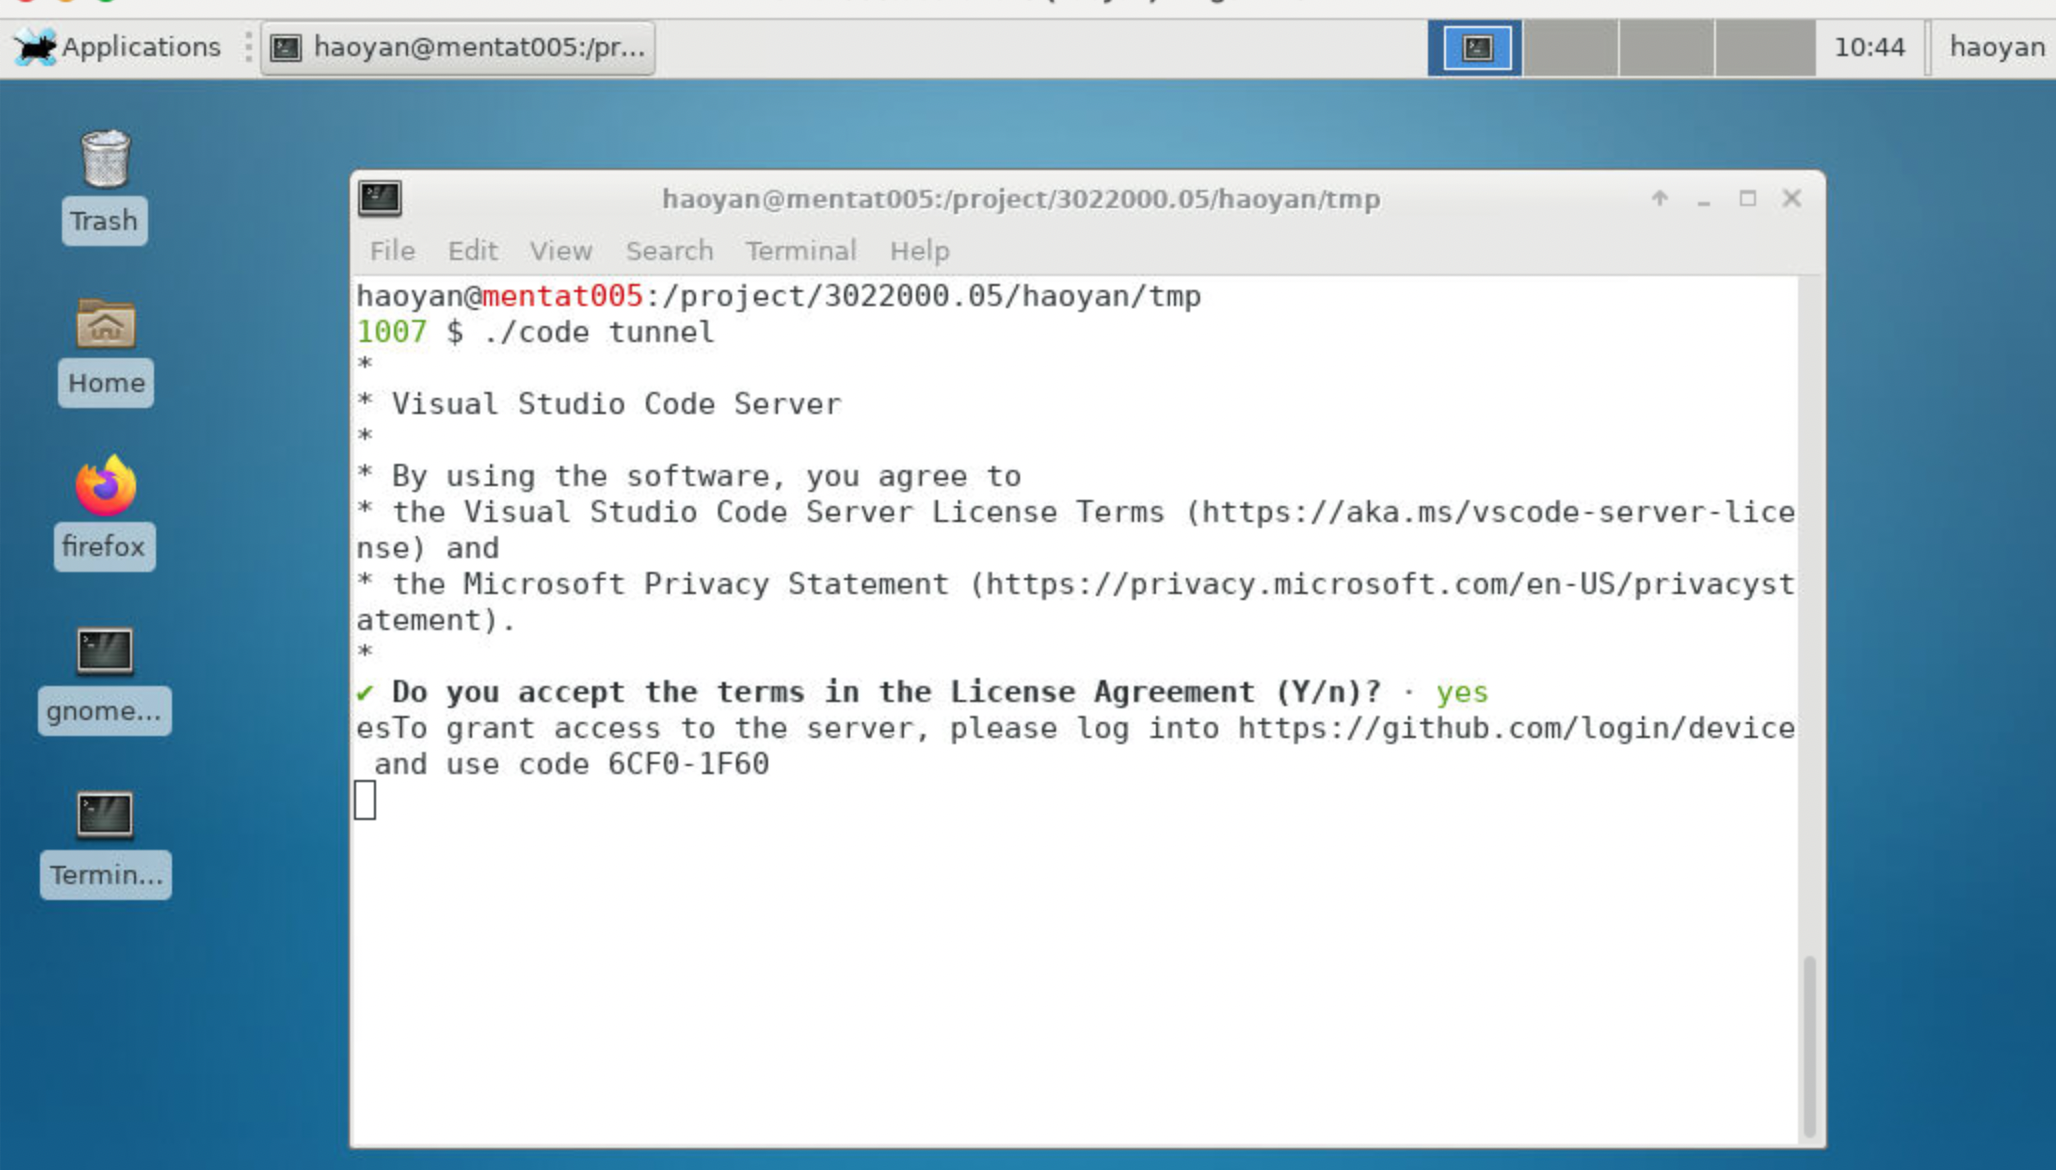 Applications
haoyan@mentat005:/pr...
10:44
haoyan
Trash
Home
firefox
gnome...
Termin...
haoyan@mentat005:/project/3022000.05/haoyan/tmp
File Edit View Search Terminal Help
haoyan@mentat005:/project/3022000.05/haoyan/tmp
1007 $ ./code tunnel
*
* Visual Studio Code Server
*
* By using the software, you agree to
* the Visual Studio Code Server License Terms (https://aka.ms/vscode-server-lice
nse) and
* the Microsoft Privacy Statement (https://privacy.microsoft.com/en-US/privacyst
atement).
*
✔ Do you accept the terms in the License Agreement (Y/n)? · yes
esTo grant access to the server, please log into https://github.com/login/device
and use code 6CF0-1F60